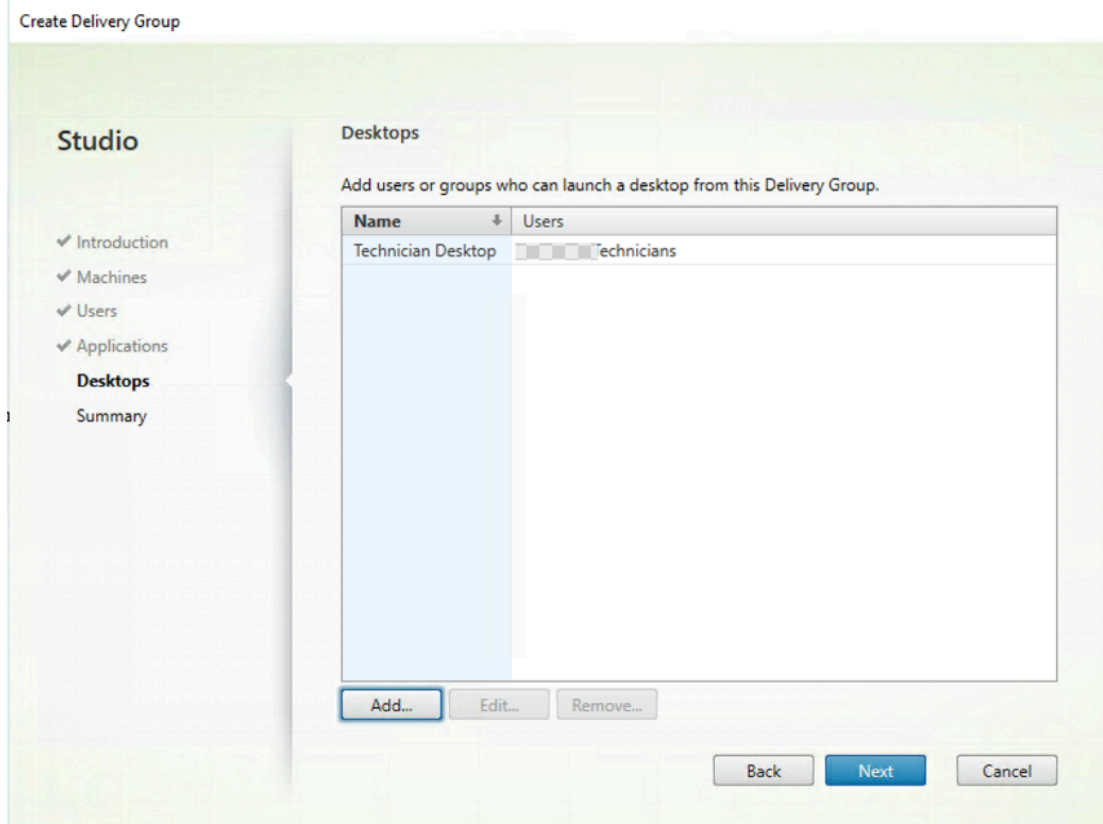 Create Delivery Group
Studio
Introduction
Machines
Users
Applications
Desktops
Summary
Desktops
Add users or groups who can launch a desktop from this Delivery Group.
Name Users
Technician Desktop Technicians
Add... Edit... Remove...
Back Next Cancel